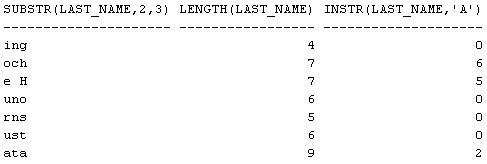 SUBSTR(LAST_NAME,2,3) LENGTH(LAST_NAME) INSTR(LAST_NAME,'A')
--------------------- ----------------- --------------------
ing 4 0
och 7 6
e H 7 5
uno 6 0
rns 5 0
ust 6 0
ata 9 2